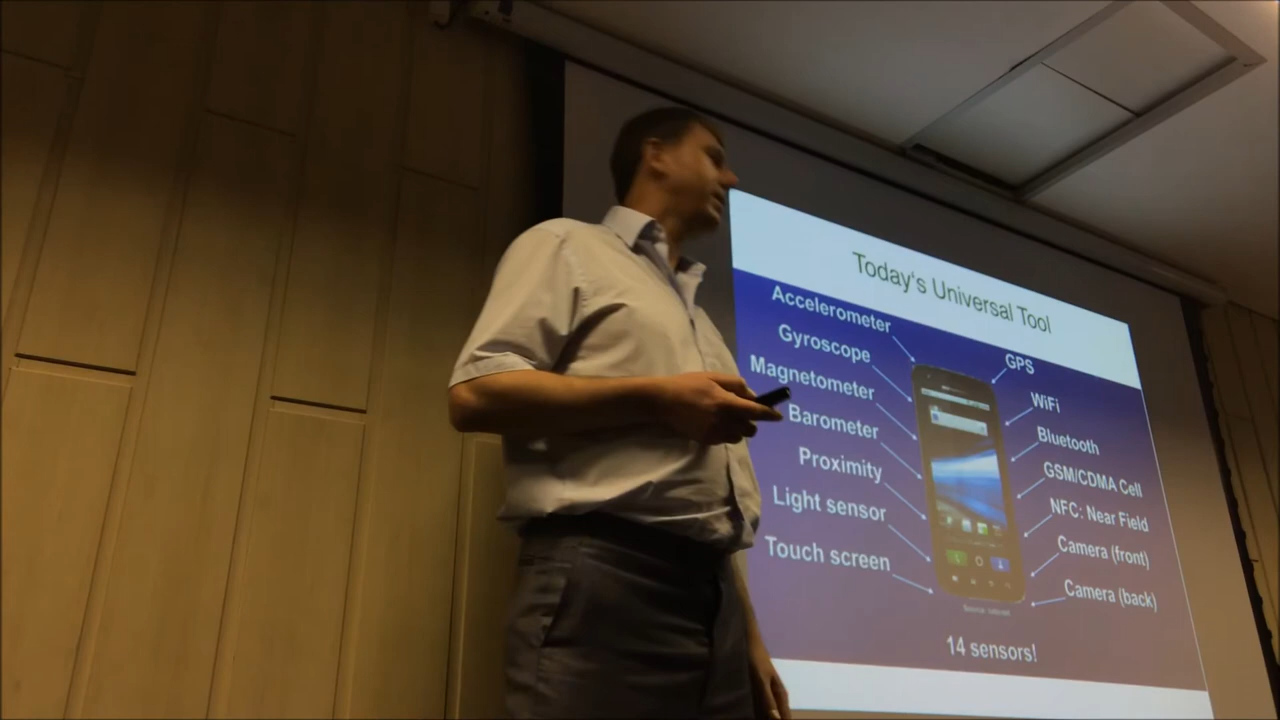 Today's Universal Tool
Accelerometer
Gyroscope
Magnetometer
Barometer
Proximity
Light sensor
Touch screen
GPS
WiFi
Bluetooth
GSM/CDMA Cell
NFC: Near Field
Camera (front)
Camera (back)
14 sensors!